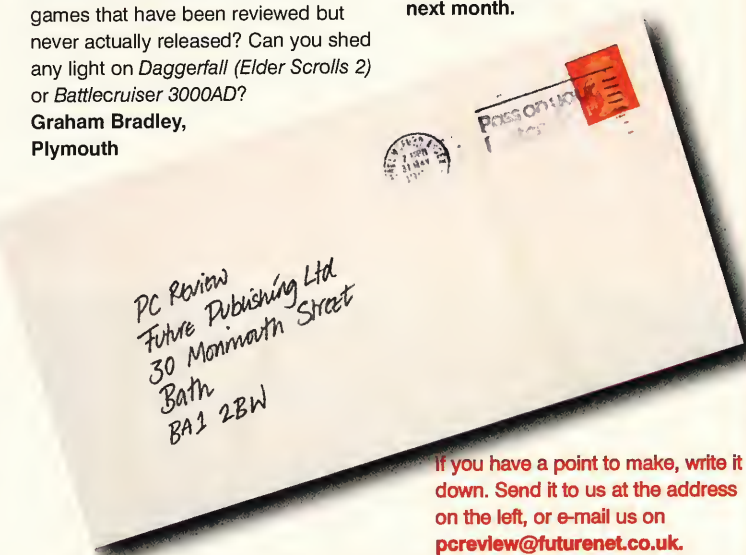 games that have been reviewed but
never actually released? Can you shed
any light on Daggerfall (Elder Scrolls 2)
or Battlecruiser 3000AD?
Graham Bradley,
Plymouth
next month.
Pass on your
PC Review
Future Publishing Ltd
30 Monmouth Street
Bath
BA1 2BW
If you have a point to make, write it
down. Send it to us at the address
on the left, or e-mail us on
pcreview@futurenet.co.uk.